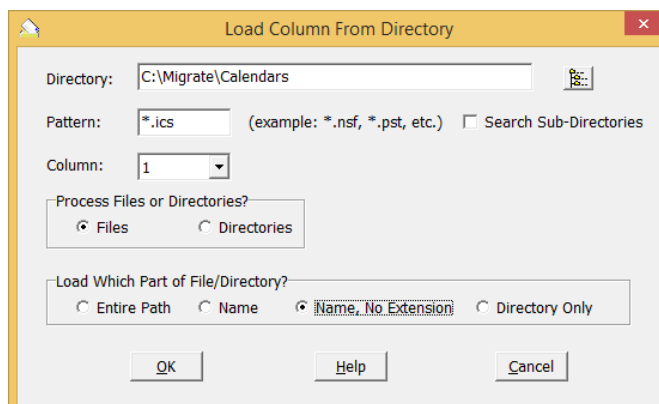 Load Column From Directory
Directory: C:\Migrate\Calendars
Pattern: *.ics (example: *.nsf, *.pst, etc.) Search Sub-Directories
Column: 1
Process Files or Directories?
Files Directories
Load Which Part of File/Directory?
Entire Path Name Name, No Extension Directory Only
OK Help Cancel